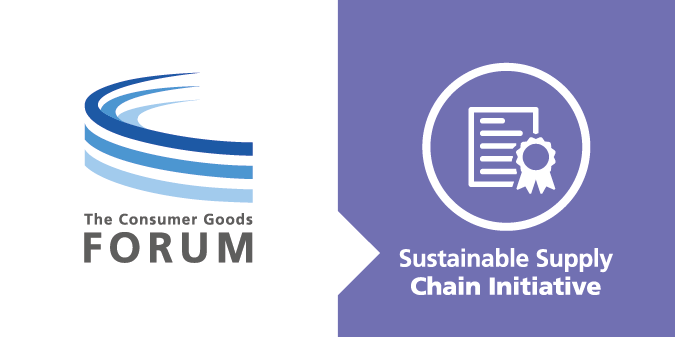 The Consumer Goods
FORUM
Sustainable Supply
Chain Initiative